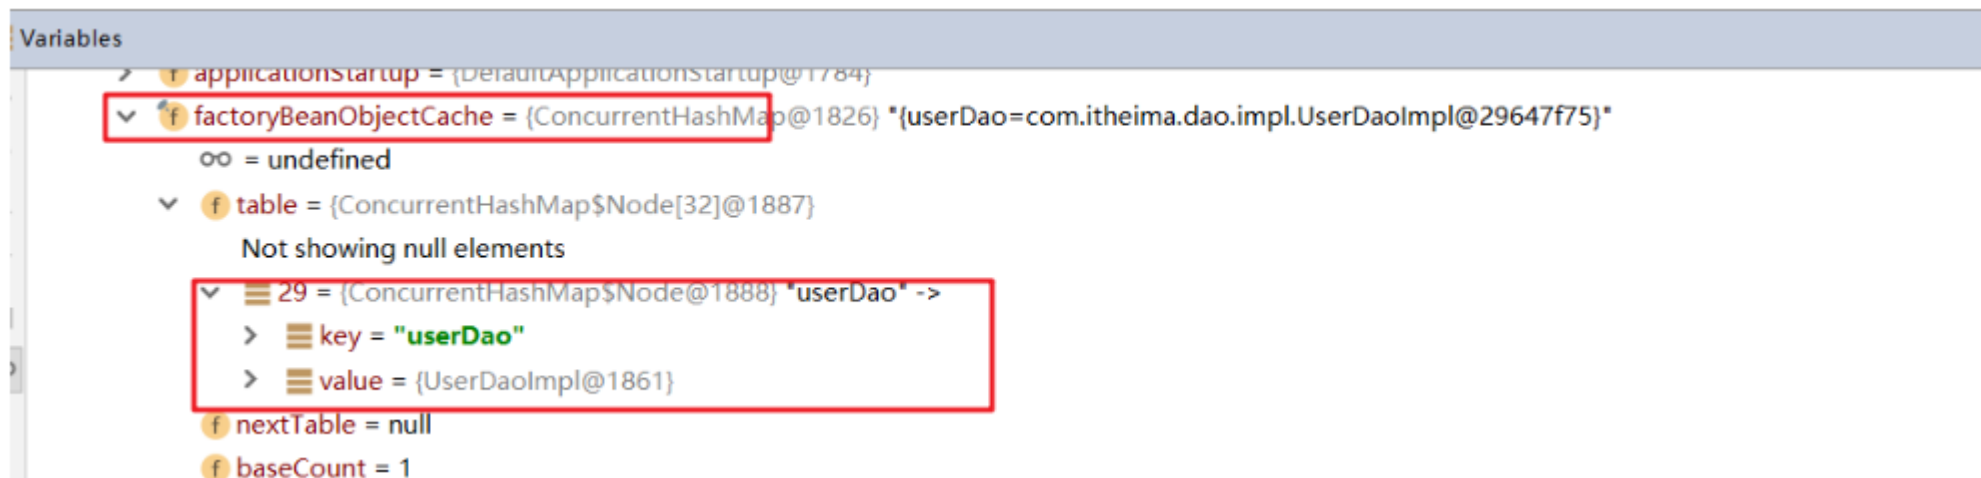 Variables
applicationStartup = {DefaultApplicationStartup@1784}
factoryBeanObjectCache = {ConcurrentHashMap@1826} "{userDao=com.itheima.dao.impl.UserDaoImpl@29647f75}"
oo = undefined
table = {ConcurrentHashMap$Node[32]@1887}
Not showing null elements
29 = {ConcurrentHashMap$Node@1888} "userDao" ->
key = "userDao"
value = {UserDaoImpl@1861}
nextTable = null
baseCount = 1